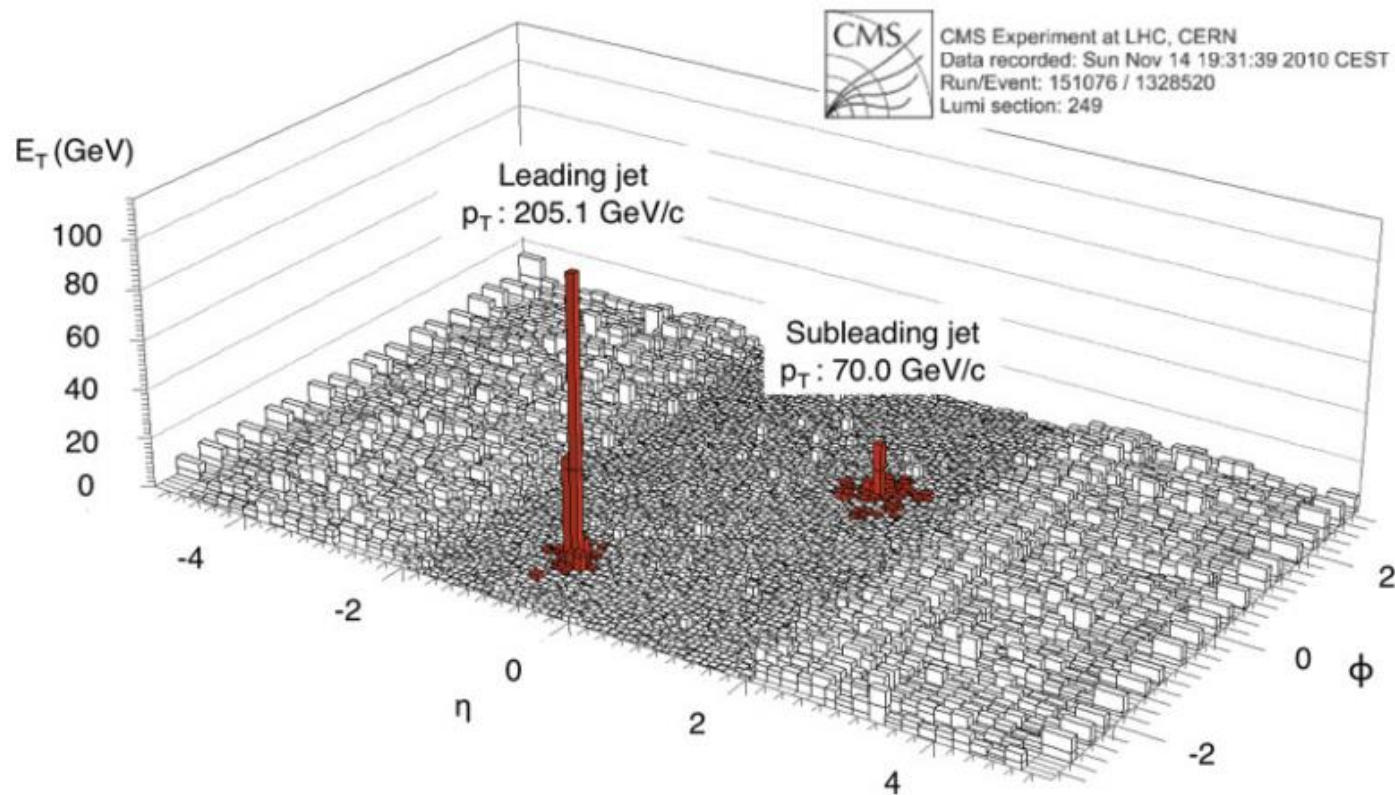 CMS
CMS Experiment at LHC, CERN
Data recorded: Sun Nov 14 19:31:39 2010 CEST
Run/Event: 151076 / 1328520
Lumi section: 249
E_T (GeV)
Leading jet
p_T : 205.1 GeV/c
Subleading jet
p_T : 70.0 GeV/c
100
80
60
40
20
0
-4
-2
0
2
4
η
2
0
-2
ϕ